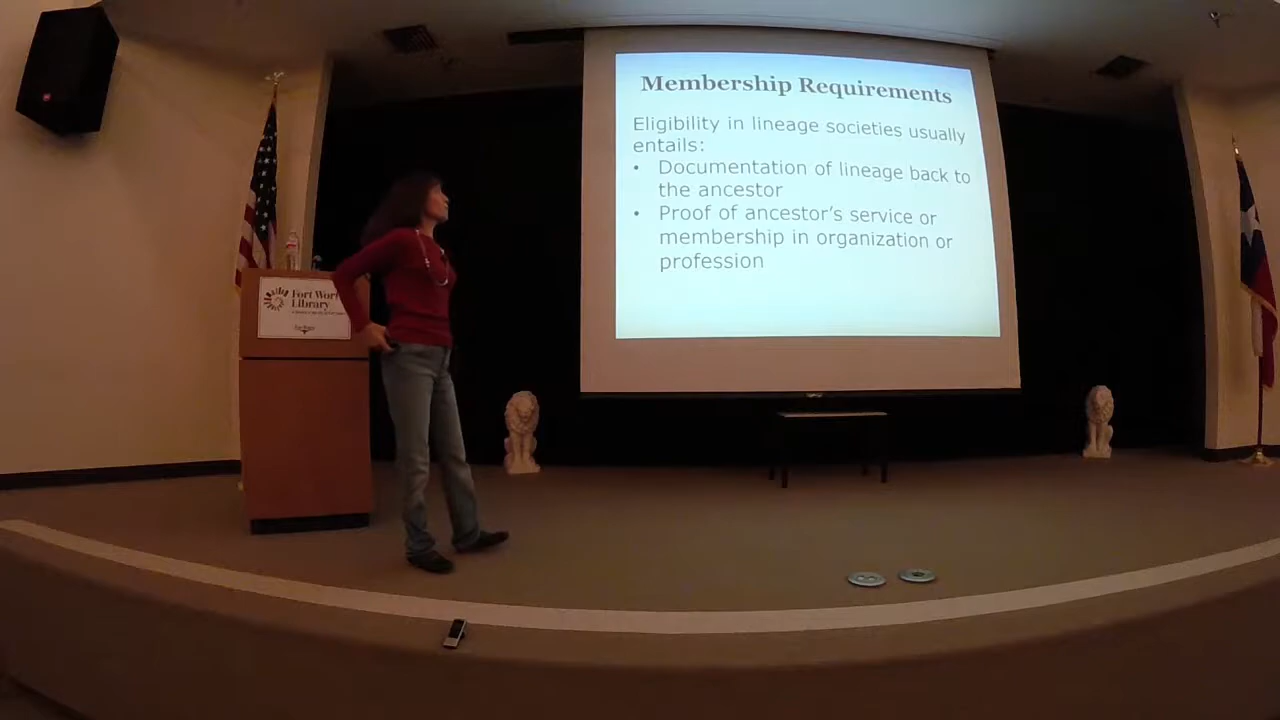 Membership Requirements
Eligibility in lineage societies usually
entails:
• Documentation of lineage back to
the ancestor
• Proof of ancestor's service or
membership in organization or
profession
Fort Wor
Library